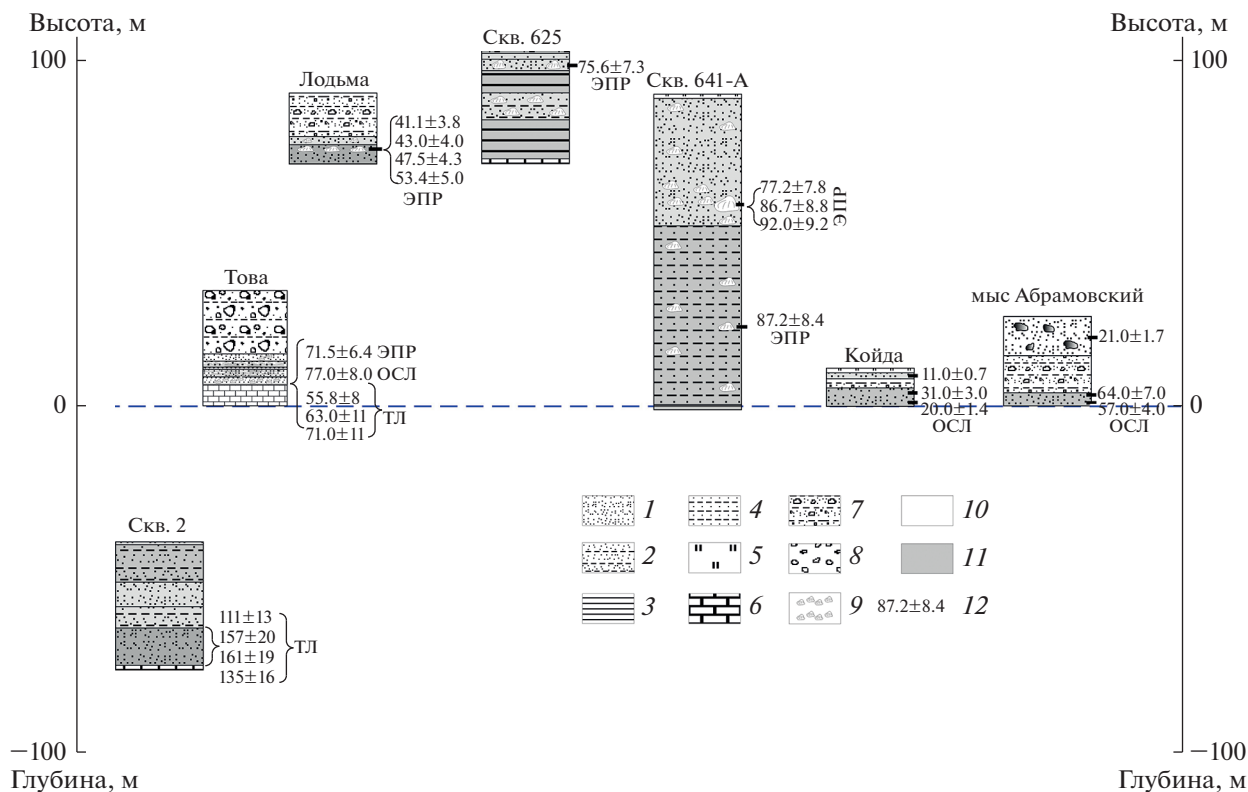 Высота, м
Высота, м
100
100
Скв. 625
75.6±7.3
ЭПР
Лодьма
41.1±3.8
43.0±4.0
47.5±4.3
53.4±5.0
ЭПР
Скв. 641-А
77.2±7.8
86.7±8.8
92.0±9.2
ЭПР
87.2±8.4
ЭПР
Това
71.5±6.4 ЭПР
77.0±8.0 ОСЛ
55.8±8
63.0±11
71.0±11
ТЛ
Койда
11.0±0.7
31.0±3.0
20.0±1.4
ОСЛ
мыс Абрамовский
21.0±1.7
64.0±7.0
57.0±4.0
ОСЛ
0
0
Скв. 2
111±13
157±20
161±19
135±16
ТЛ
1 4 7 10
2 5 8 11
3 6 9 87.2±8.4 12
−100
−100
Глубина, м
Глубина, м